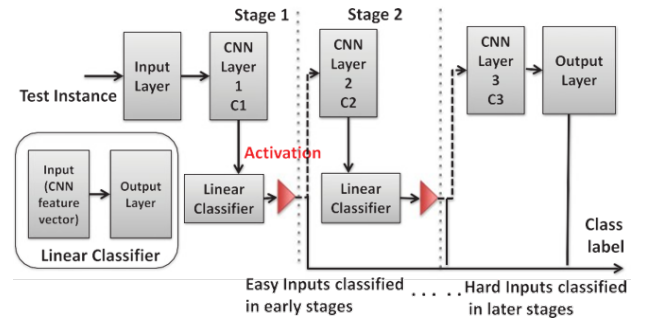 Stage 1
Stage 2
Test Instance
Input
Layer
CNN
Layer
1
C1
CNN
Layer
2
C2
CNN
Layer
3
C3
Output
Layer
Activation
Input
(CNN
feature
vector)
Output
Layer
Linear Classifier
Linear
Classifier
Linear
Classifier
Class
label
Easy Inputs classified
in early stages
. . . . .
Hard Inputs classified
in later stages